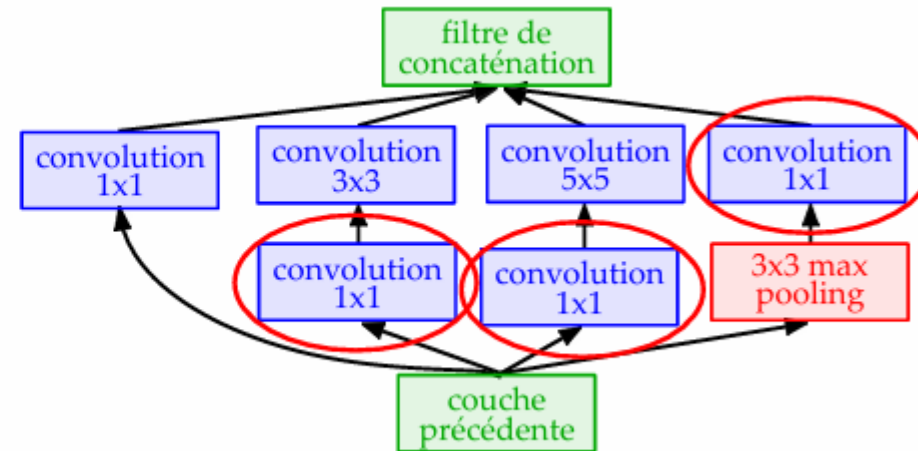 filtre de
concaténation
convolution
1x1
convolution
3x3
convolution
5x5
convolution
1x1
convolution
1x1
convolution
1x1
3x3 max
pooling
couche
précédente